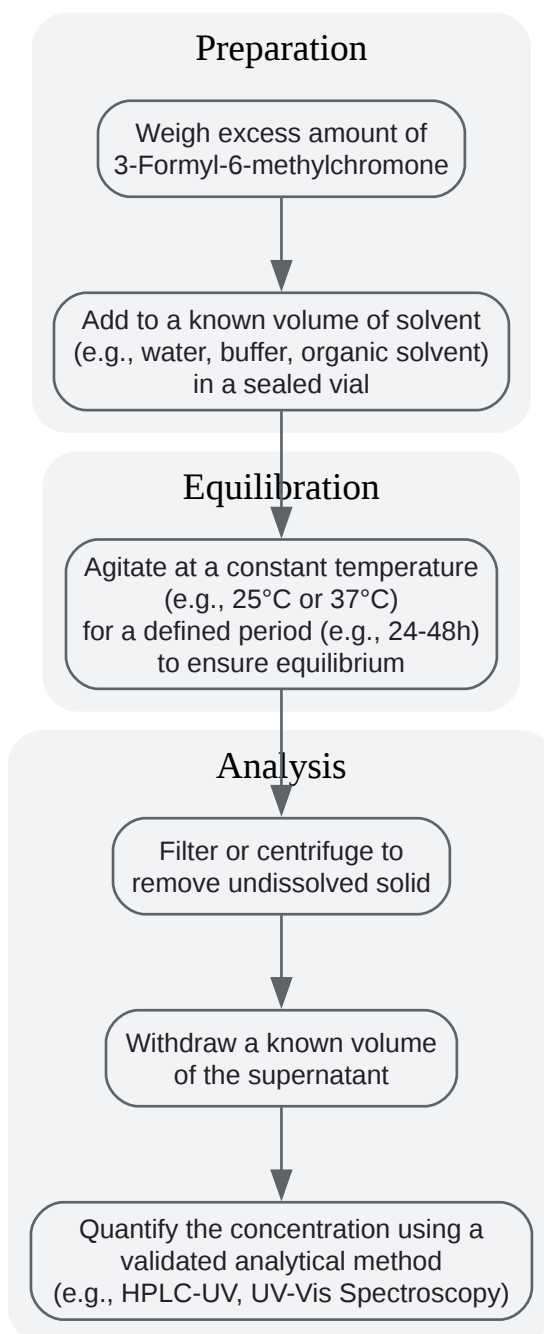 Preparation
Weigh excess amount of
3-Formyl-6-methylchromone
Add to a known volume of solvent
(e.g., water, buffer, organic solvent)
in a sealed vial
Equilibration
Agitate at a constant temperature
(e.g., 25°C or 37°C)
for a defined period (e.g., 24-48h)
to ensure equilibrium
Analysis
Filter or centrifuge to
remove undissolved solid
Withdraw a known volume
of the supernatant
Quantify the concentration using a
validated analytical method
(e.g., HPLC-UV, UV-Vis Spectroscopy)